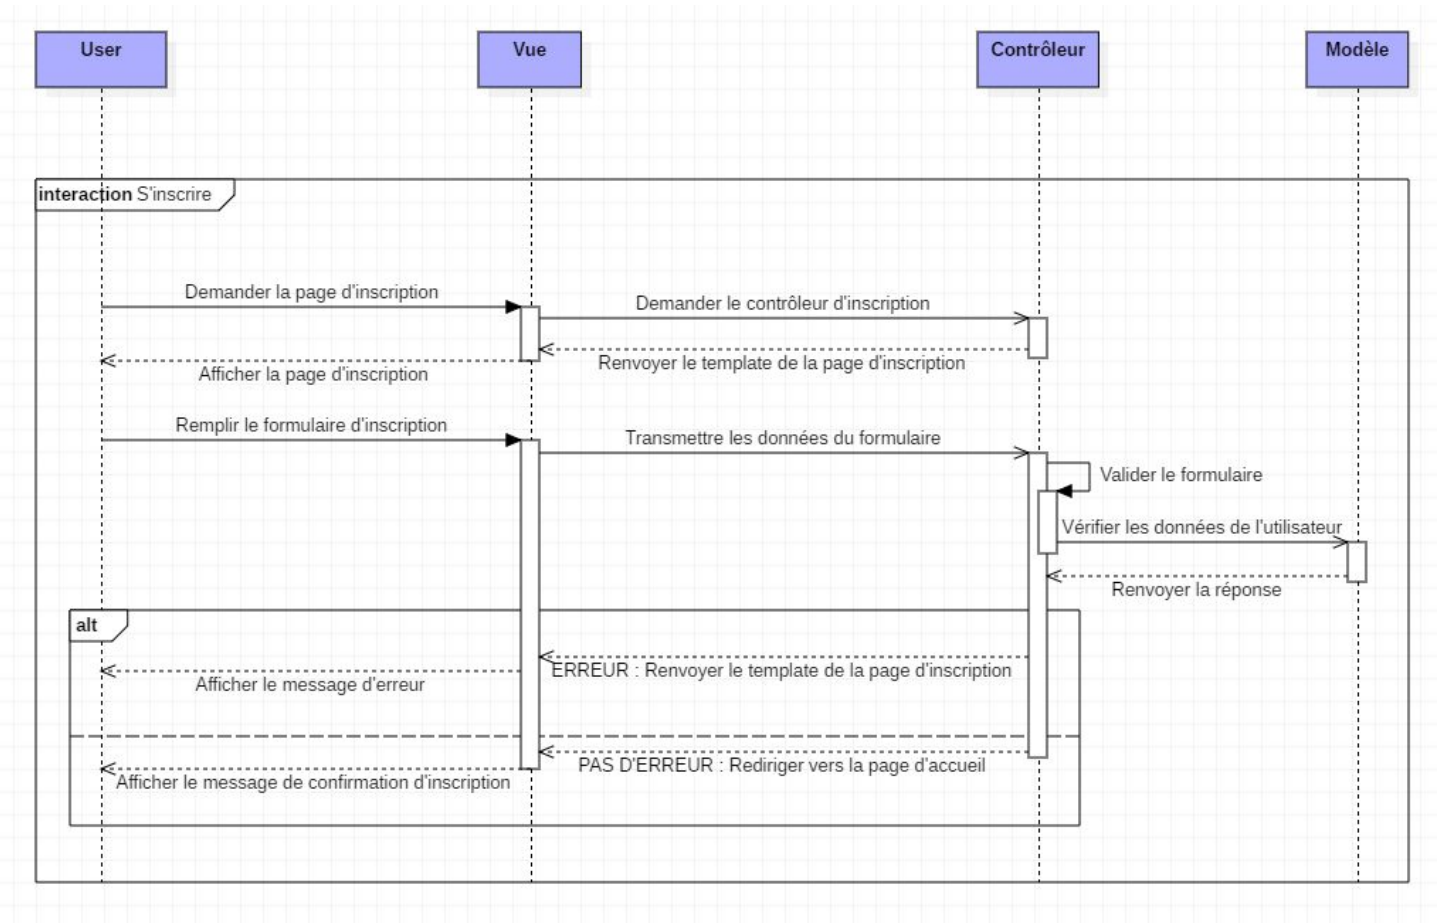 User
Vue
Contrôleur
Modèle
interaction S'inscrire
Demander la page d'inscription
Demander le contrôleur d'inscription
Renvoyer le template de la page d'inscription
Afficher la page d'inscription
Remplir le formulaire d'inscription
Transmettre les données du formulaire
Valider le formulaire
Vérifier les données de l'utilisateur
Renvoyer la réponse
alt
ERREUR : Renvoyer le template de la page d'inscription
Afficher le message d'erreur
PAS D'ERREUR : Rediriger vers la page d'accueil
Afficher le message de confirmation d'inscription